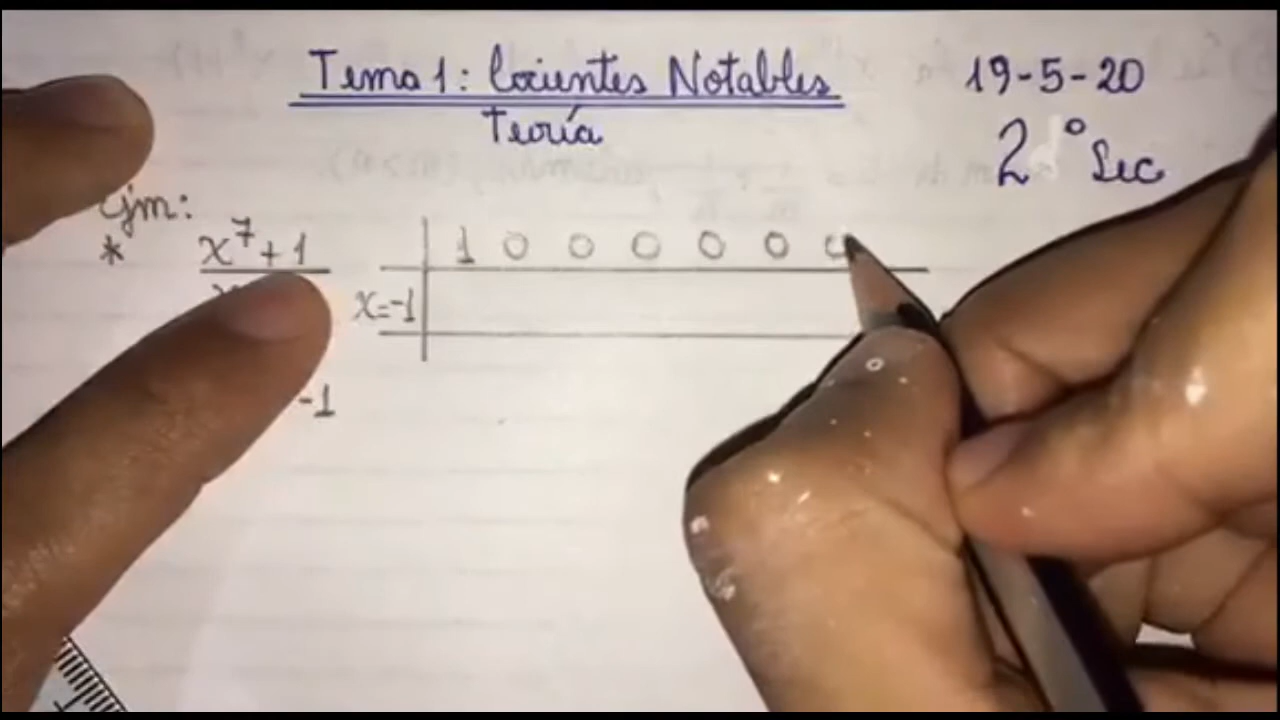 Tema 1: Cocientes Notables
Teoría
19-5-20
2° Sec
Ejm:
* x⁷+1
1 0 0 0 0 0 0
x=-1
-1